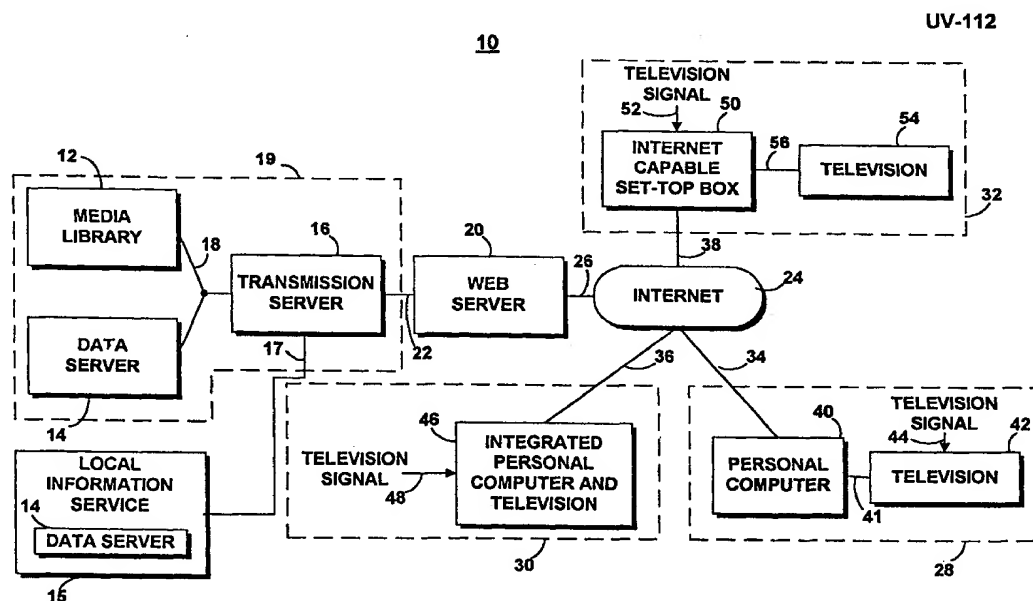 UV-112
10
TELEVISION
SIGNAL
52
50
54
INTERNET
CAPABLE
SET-TOP BOX
56
TELEVISION
32
38
12
19
MEDIA
LIBRARY
18
16
TRANSMISSION
SERVER
20
WEB
SERVER
26
INTERNET
24
DATA
SERVER
14
17
22
36
34
LOCAL
INFORMATION
SERVICE
14
DATA SERVER
15
TELEVISION
SIGNAL
48
46
INTEGRATED
PERSONAL
COMPUTER AND
TELEVISION
30
40
PERSONAL
COMPUTER
41
TELEVISION
SIGNAL
44
42
TELEVISION
28